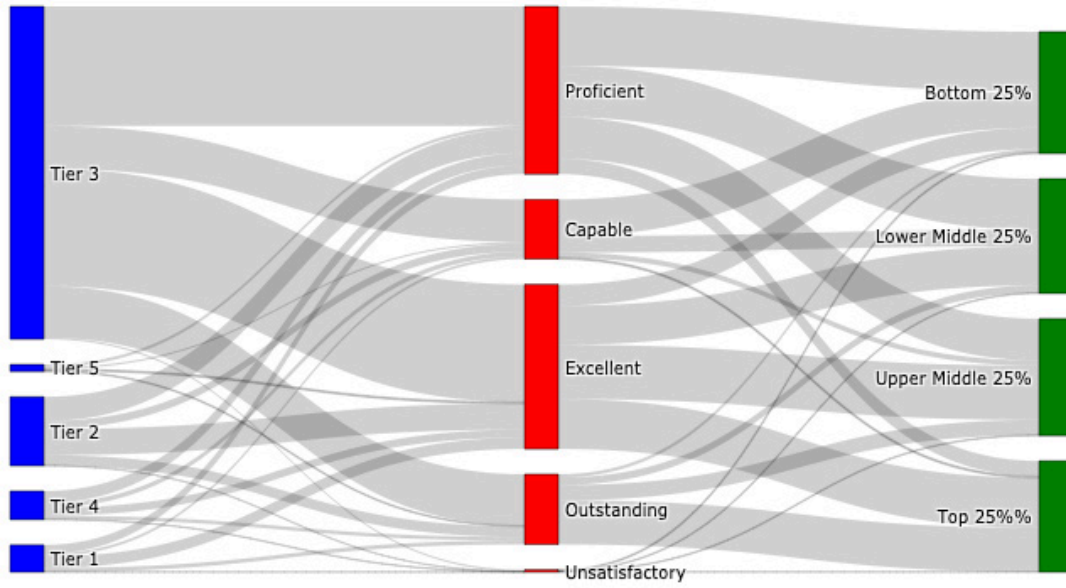 Tier 3
Tier 5
Tier 2
Tier 4
Tier 1
Proficient
Capable
Excellent
Outstanding
Unsatisfactory
Bottom 25%
Lower Middle 25%
Upper Middle 25%
Top 25%%